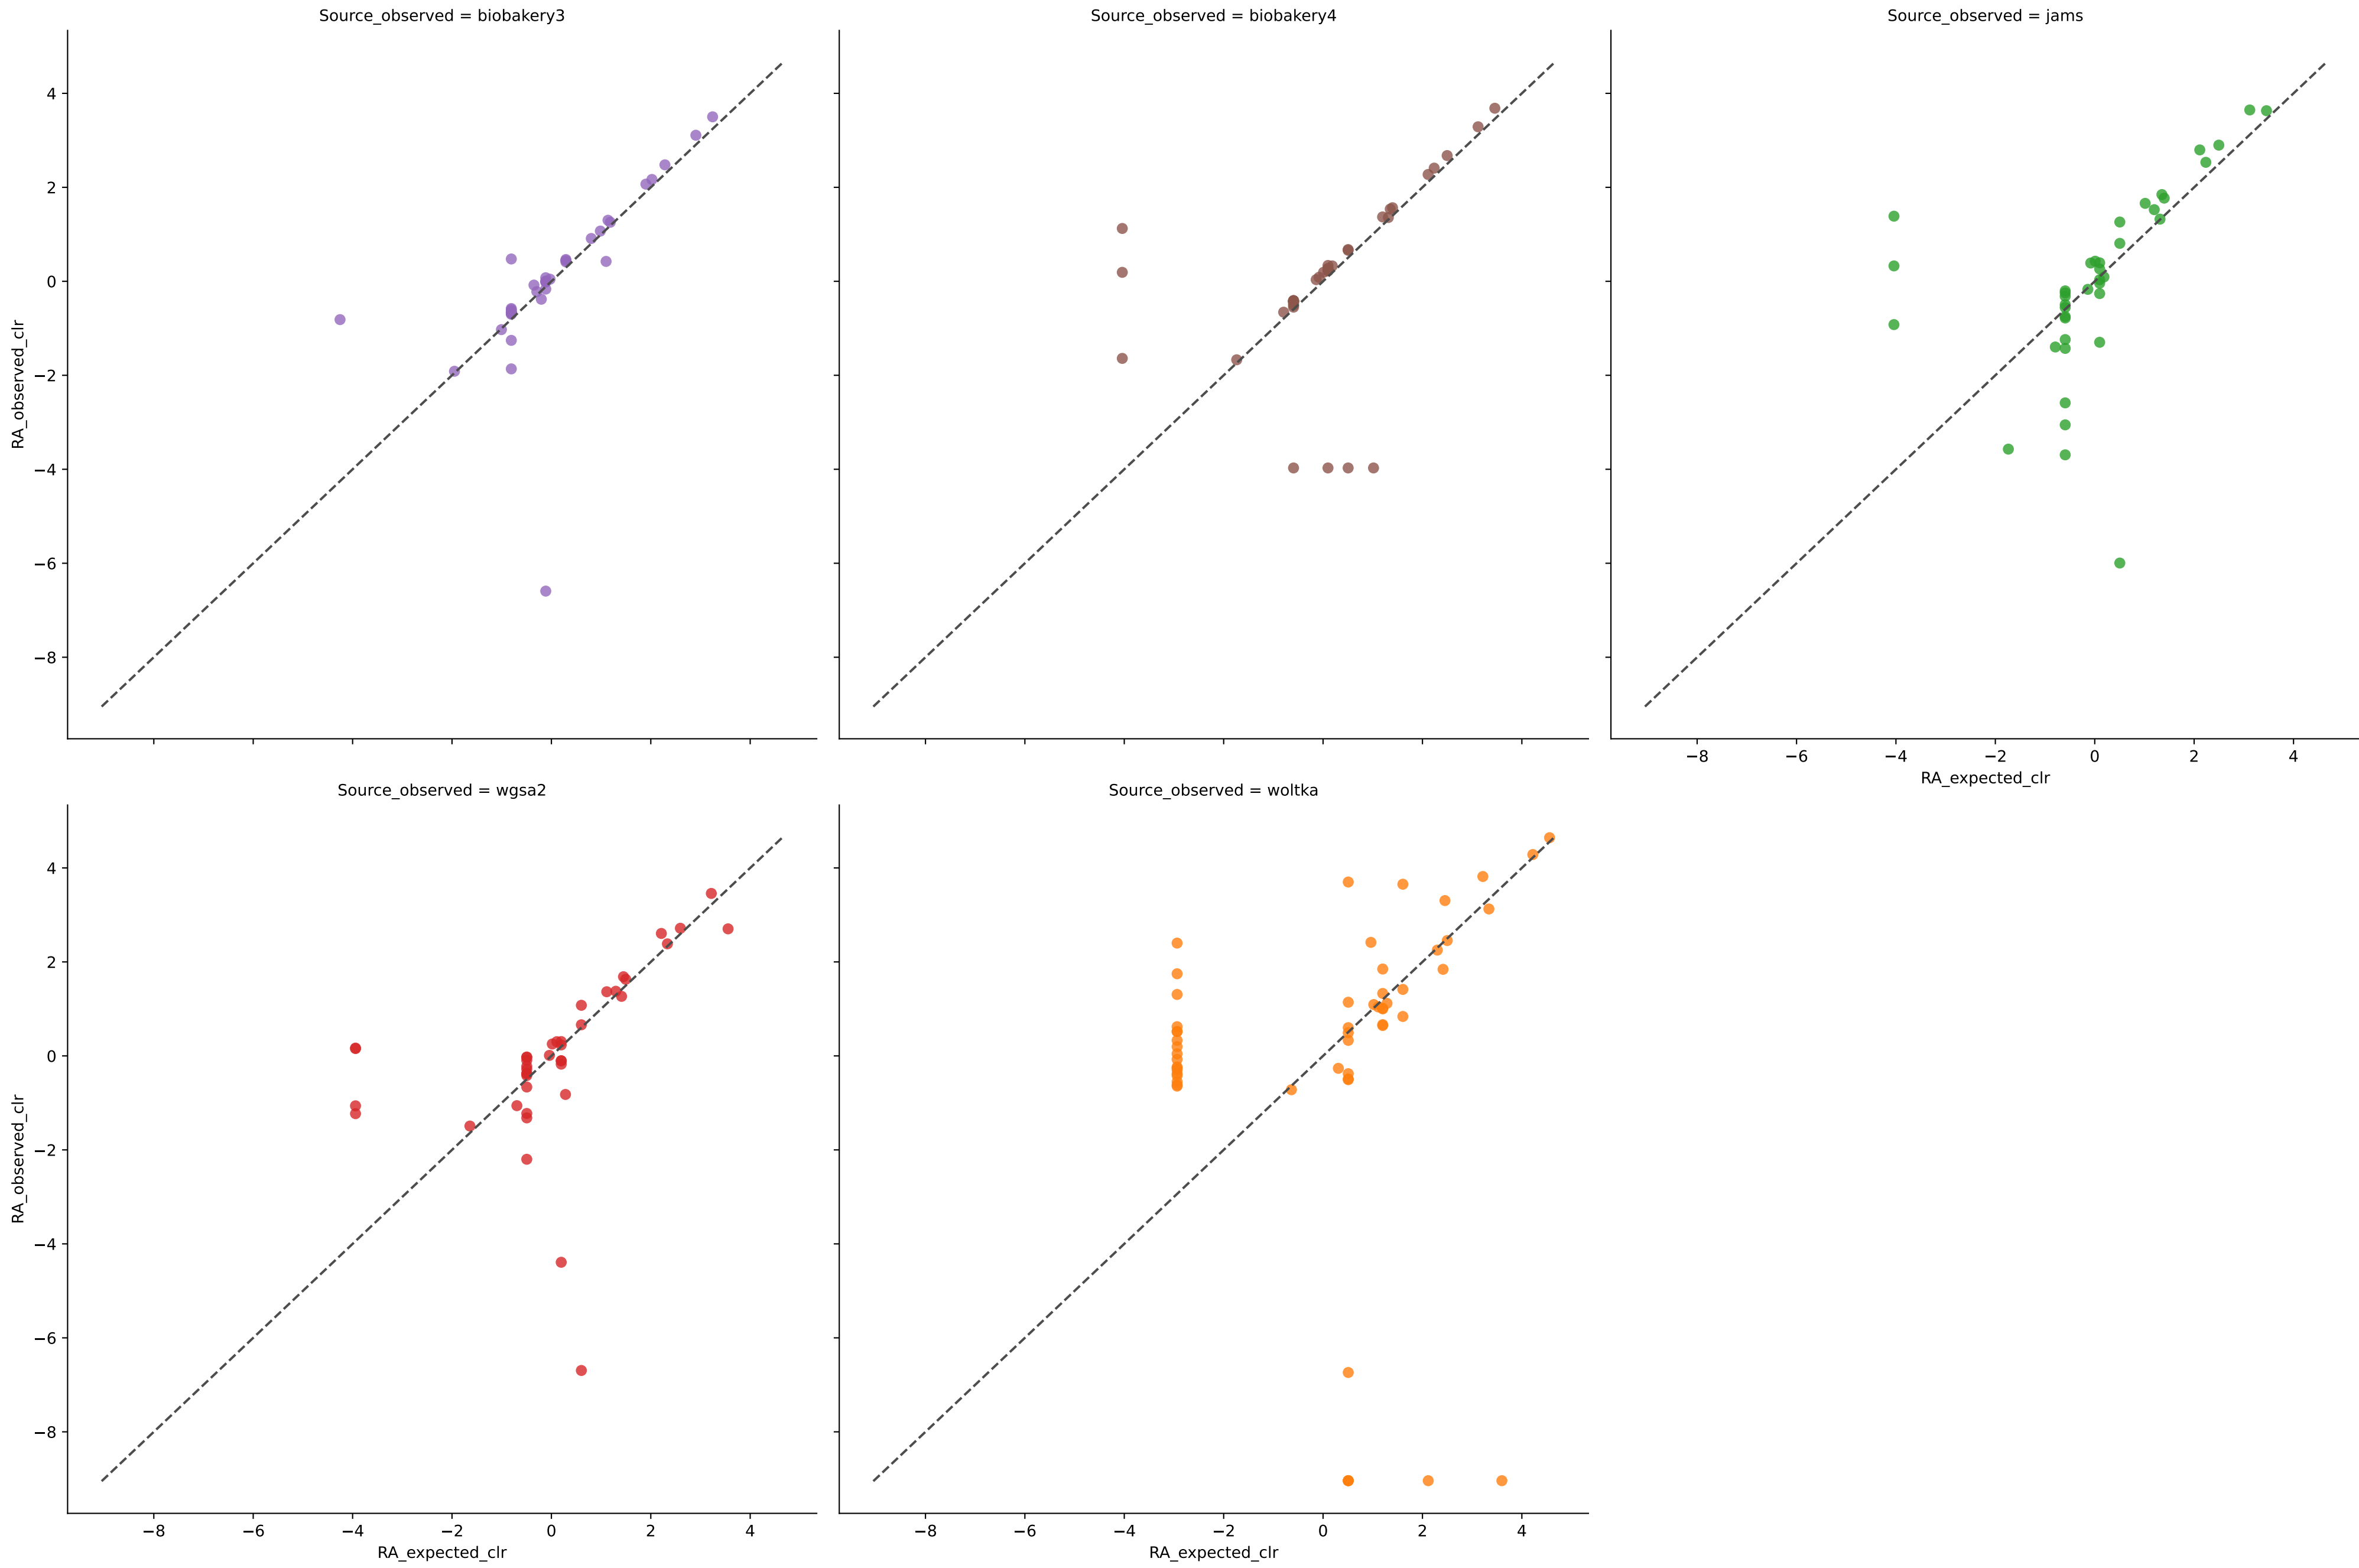 Source_observed = biobakery3
Source_observed = biobakery4
Source_observed = jams
RA_observed_clr
4
2
0
−2
−4
−6
−8
−8 −6 −4 −2 0 2 4
RA_expected_clr
Source_observed = wgsa2
Source_observed = woltka
RA_observed_clr
4
2
0
−2
−4
−6
−8
−8 −6 −4 −2 0 2 4
RA_expected_clr
−8 −6 −4 −2 0 2 4
RA_expected_clr